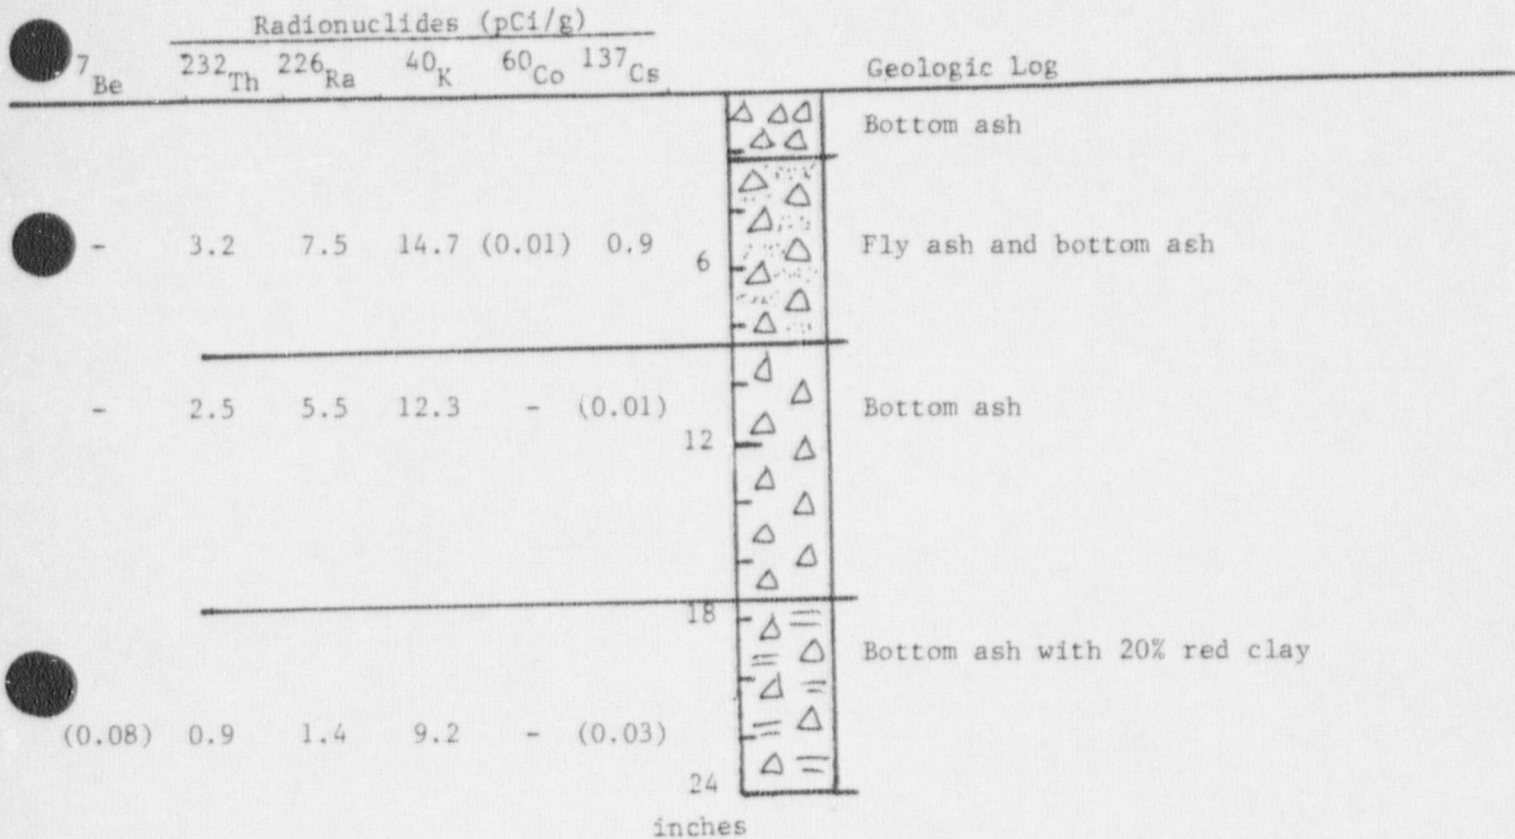 Radionuclides (pCi/g)
7Be 232Th 226Ra 40K 60Co 137Cs Geologic Log
Bottom ash
- 3.2 7.5 14.7 (0.01) 0.9 Fly ash and bottom ash
6
- 2.5 5.5 12.3 - (0.01) Bottom ash
12
18
Bottom ash with 20% red clay
(0.08) 0.9 1.4 9.2 - (0.03)
24
inches